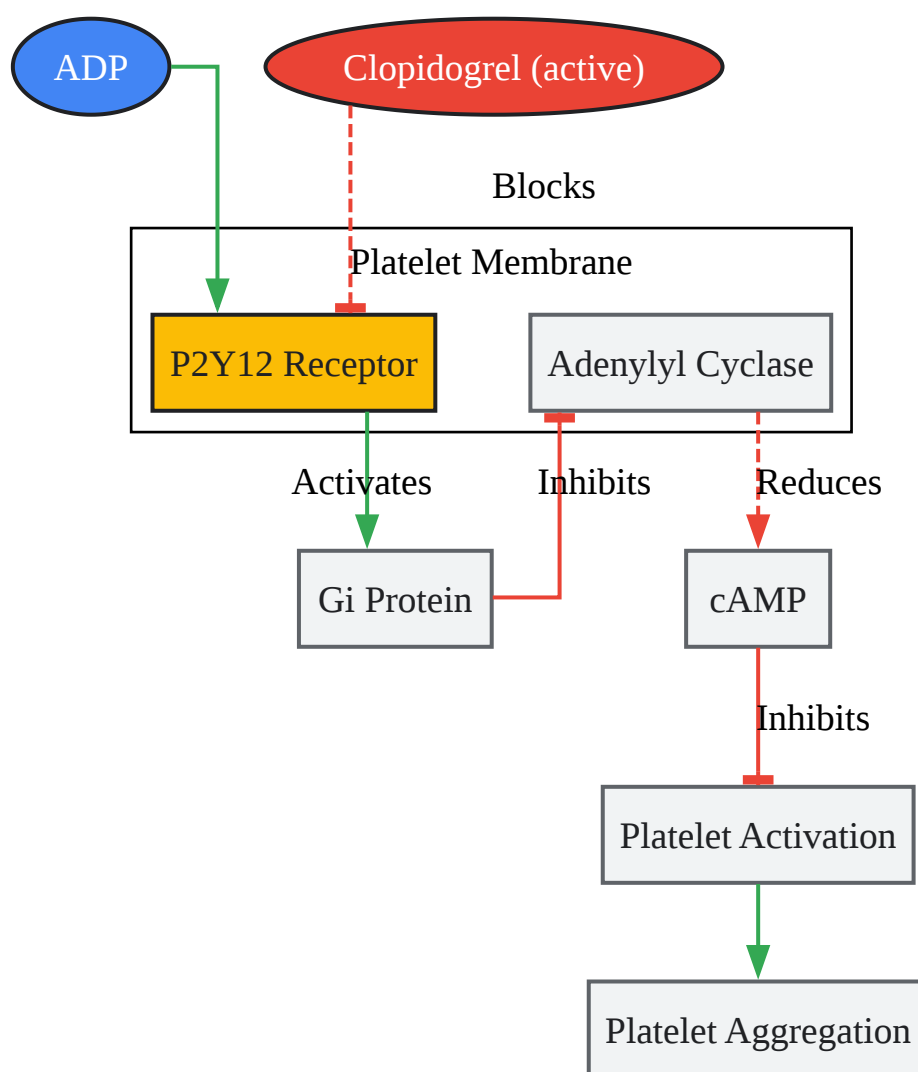 ADP
Clopidogrel (active)
Blocks
Platelet Membrane
P2Y12 Receptor
Adenylyl Cyclase
Activates
Inhibits
Reduces
Gi Protein
cAMP
Inhibits
Platelet Activation
Platelet Aggregation